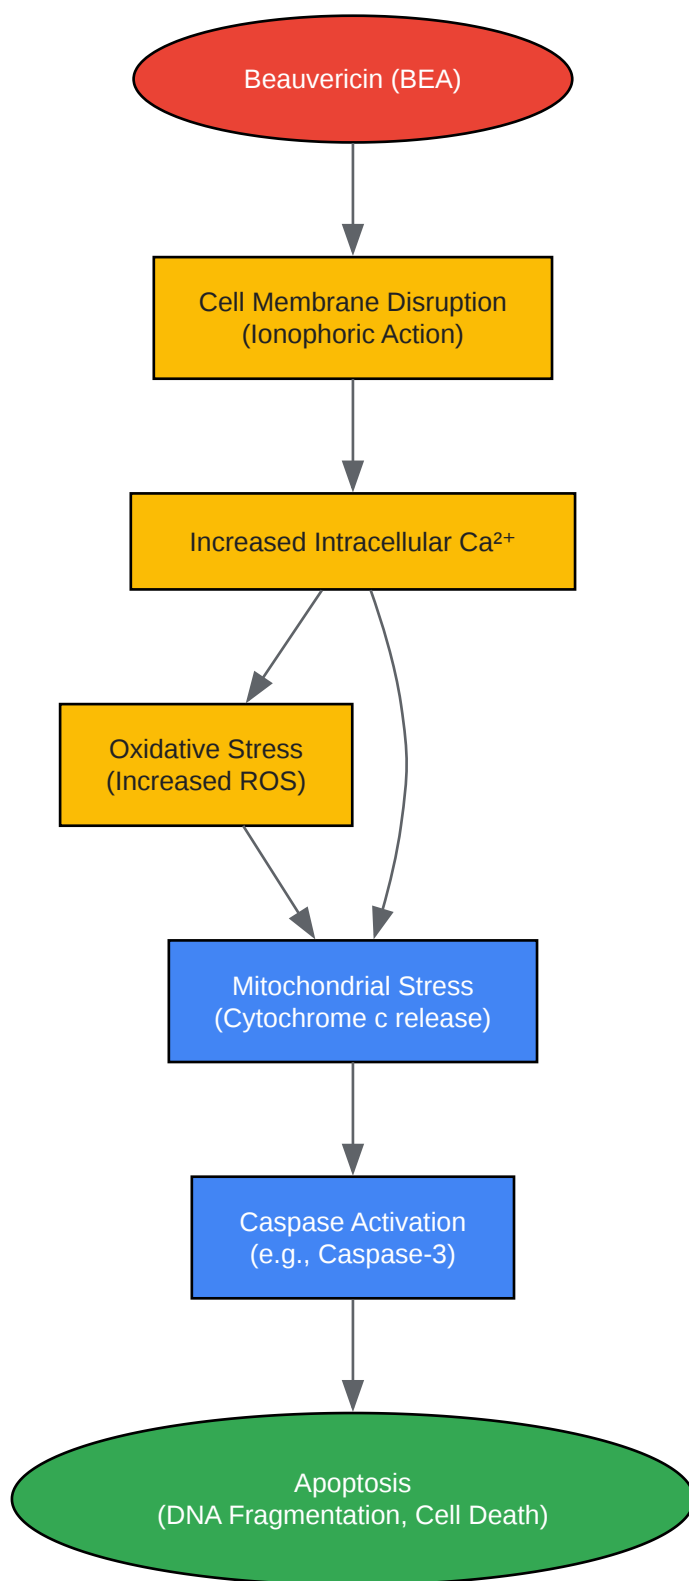 Beauvericin (BEA)
Cell Membrane Disruption
(Ionophoric Action)
Increased Intracellular Ca²⁺
Oxidative Stress
(Increased ROS)
Mitochondrial Stress
(Cytochrome c release)
Caspase Activation
(e.g., Caspase-3)
Apoptosis
(DNA Fragmentation, Cell Death)